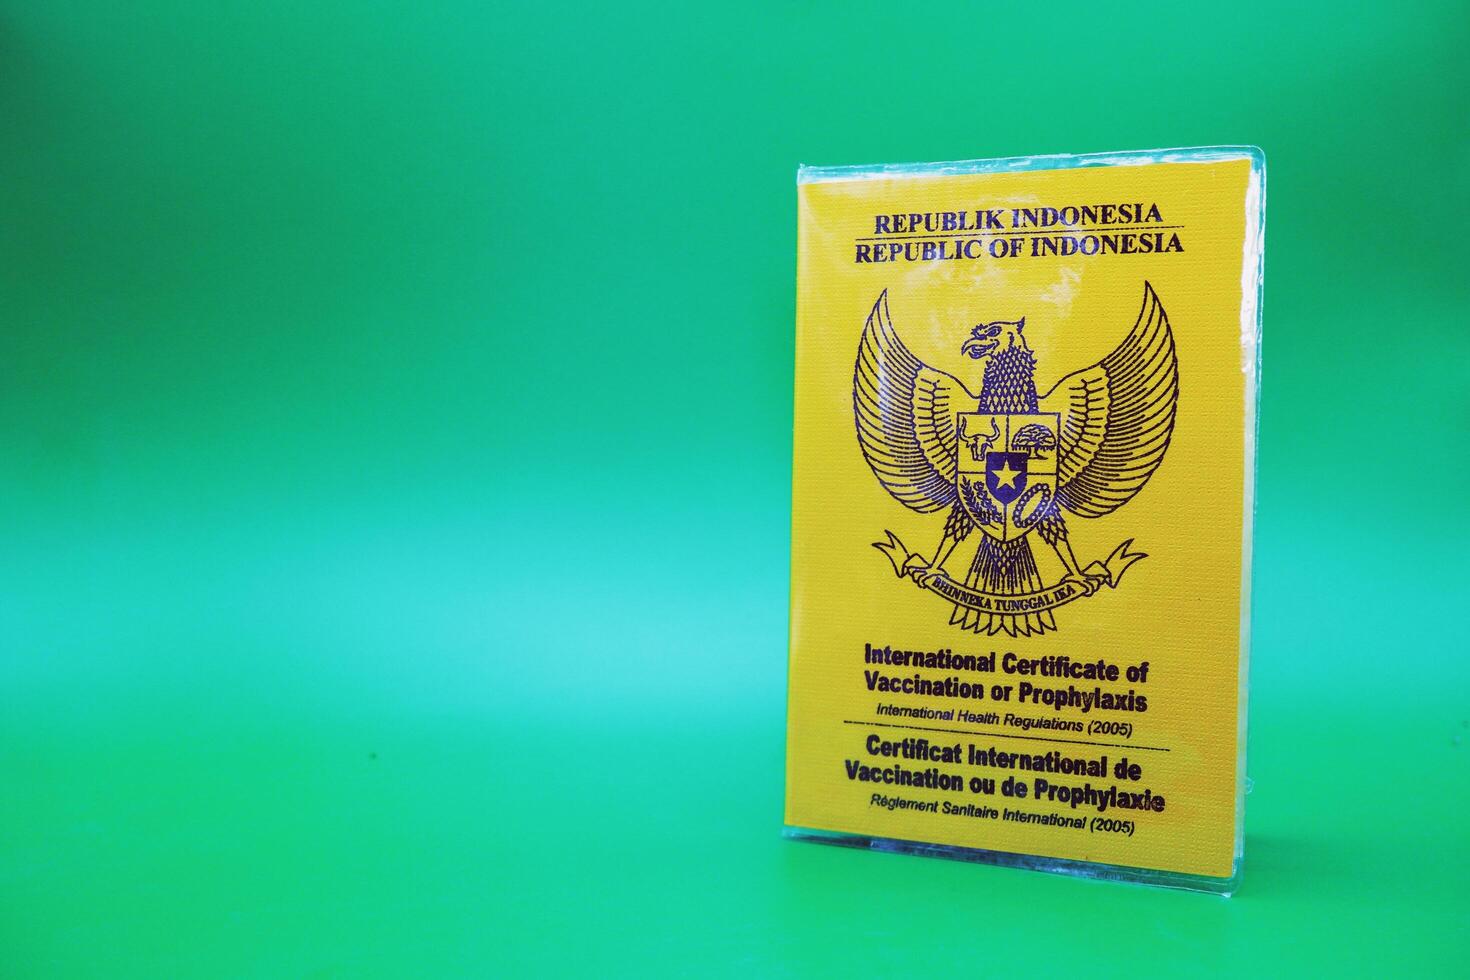 REPUBLIK INDONESIA
REPUBLIC OF INDONESIA
BHINNEKA TUNGGAL IKA
International Certificate of
Vaccination or Prophylaxis
International Health Regulations (2005)
Certificat International de
Vaccination ou de Prophylaxie
Règlement Sanitaire International (2005)